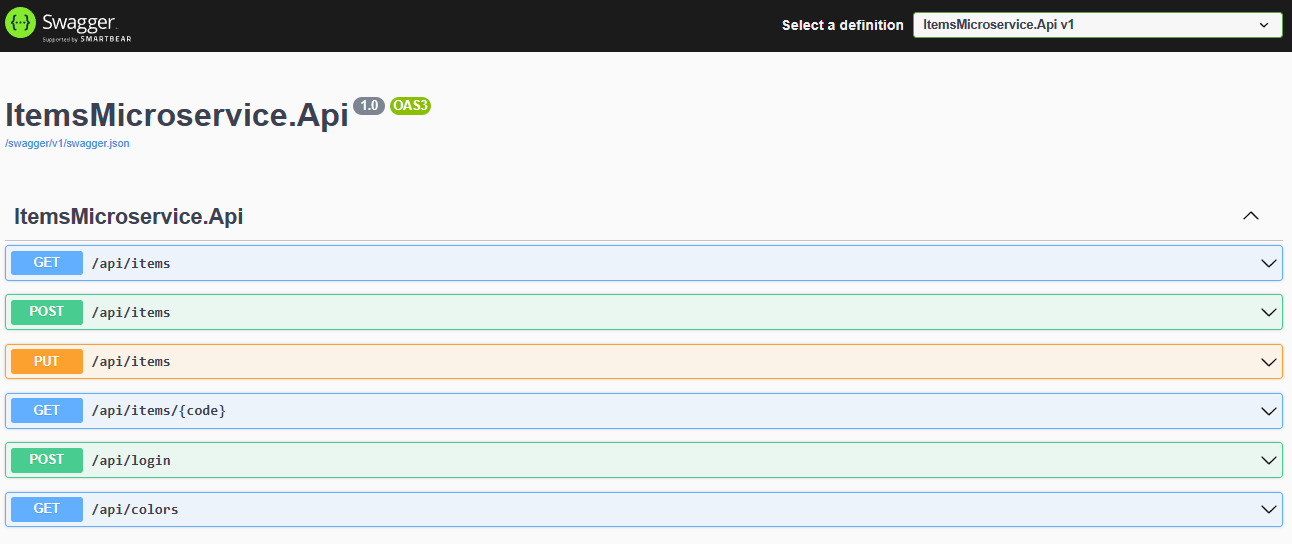 Swagger
Supported by SMARTBEAR
Select a definition
ItemsMicroservice.Api v1
ItemsMicroservice.Api 1.0 OAS3
/swagger/v1/swagger.json
ItemsMicroservice.Api
GET /api/items
POST /api/items
PUT /api/items
GET /api/items/{code}
POST /api/login
GET /api/colors